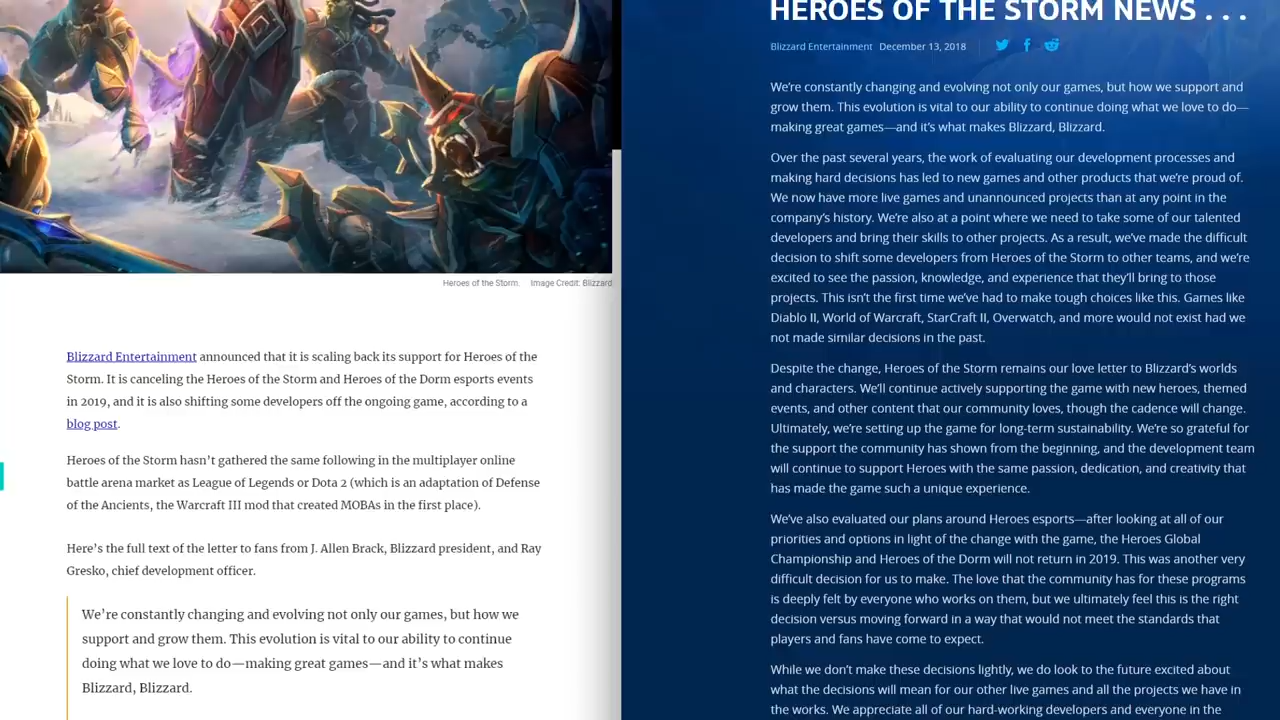 Heroes of the Storm. Image Credit: Blizzard
Blizzard Entertainment announced that it is scaling back its support for Heroes of the
Storm. It is canceling the Heroes of the Storm and Heroes of the Dorm esports events
in 2019, and it is also shifting some developers off the ongoing game, according to a
blog post.
Heroes of the Storm hasn’t gathered the same following in the multiplayer online
battle arena market as League of Legends or Dota 2 (which is an adaptation of Defense
of the Ancients, the Warcraft III mod that created MOBAs in the first place).
Here’s the full text of the letter to fans from J. Allen Brack, Blizzard president, and Ray
Gresko, chief development officer.
We’re constantly changing and evolving not only our games, but how we
support and grow them. This evolution is vital to our ability to continue
doing what we love to do—making great games—and it’s what makes
Blizzard, Blizzard.
HEROES OF THE STORM NEWS . . .
Blizzard Entertainment December 13, 2018
We’re constantly changing and evolving not only our games, but how we support and
grow them. This evolution is vital to our ability to continue doing what we love to do—
making great games—and it’s what makes Blizzard, Blizzard.
Over the past several years, the work of evaluating our development processes and
making hard decisions has led to new games and other products that we’re proud of.
We now have more live games and unannounced projects than at any point in the
company’s history. We’re also at a point where we need to take some of our talented
developers and bring their skills to other projects. As a result, we’ve made the difficult
decision to shift some developers from Heroes of the Storm to other teams, and we’re
excited to see the passion, knowledge, and experience that they’ll bring to those
projects. This isn’t the first time we’ve had to make tough choices like this. Games like
Diablo II, World of Warcraft, StarCraft II, Overwatch, and more would not exist had we
not made similar decisions in the past.
Despite the change, Heroes of the Storm remains our love letter to Blizzard’s worlds
and characters. We’ll continue actively supporting the game with new heroes, themed
events, and other content that our community loves, though the cadence will change.
Ultimately, we’re setting up the game for long-term sustainability. We’re so grateful for
the support the community has shown from the beginning, and the development team
will continue to support Heroes with the same passion, dedication, and creativity that
has made the game such a unique experience.
We’ve also evaluated our plans around Heroes esports—after looking at all of our
priorities and options in light of the change with the game, the Heroes Global
Championship and Heroes of the Dorm will not return in 2019. This was another very
difficult decision for us to make. The love that the community has for these programs
is deeply felt by everyone who works on them, but we ultimately feel this is the right
decision versus moving forward in a way that would not meet the standards that
players and fans have come to expect.
While we don’t make these decisions lightly, we do look to the future excited about
what the decisions will mean for our other live games and all the projects we have in
the works. We appreciate all of our hard-working developers and everyone in the